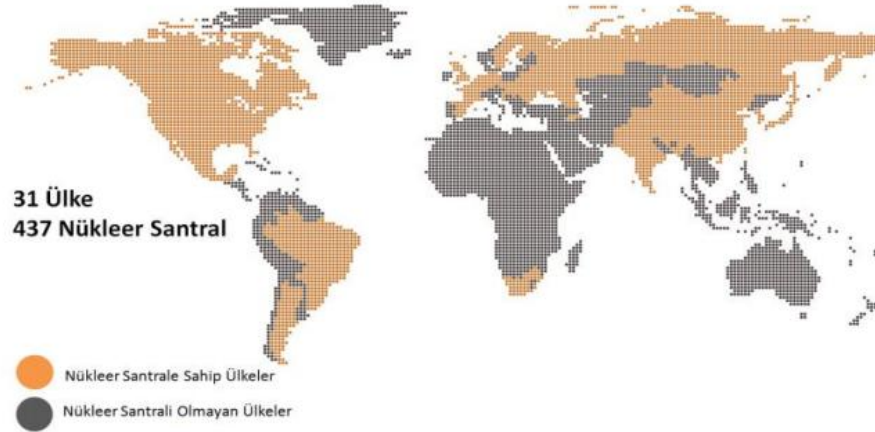 31 Ülke
437 Nükleer Santral
Nükleer Santrale Sahip Ülkeler
Nükleer Santrali Olmayan Ülkeler